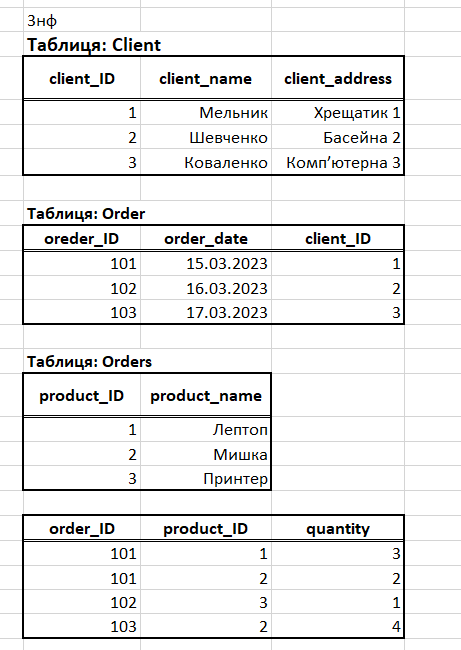 3нф
Таблиця: Client
client_ID client_name client_address
1 Мельник Хрещатик 1
2 Шевченко Басейна 2
3 Коваленко Комп’ютерна 3
Таблиця: Order
oreder_ID order_date client_ID
101 15.03.2023 1
102 16.03.2023 2
103 17.03.2023 3
Таблиця: Orders
product_ID product_name
1 Лептоп
2 Мишка
3 Принтер
order_ID product_ID quantity
101 1 3
101 2 2
102 3 1
103 2 4